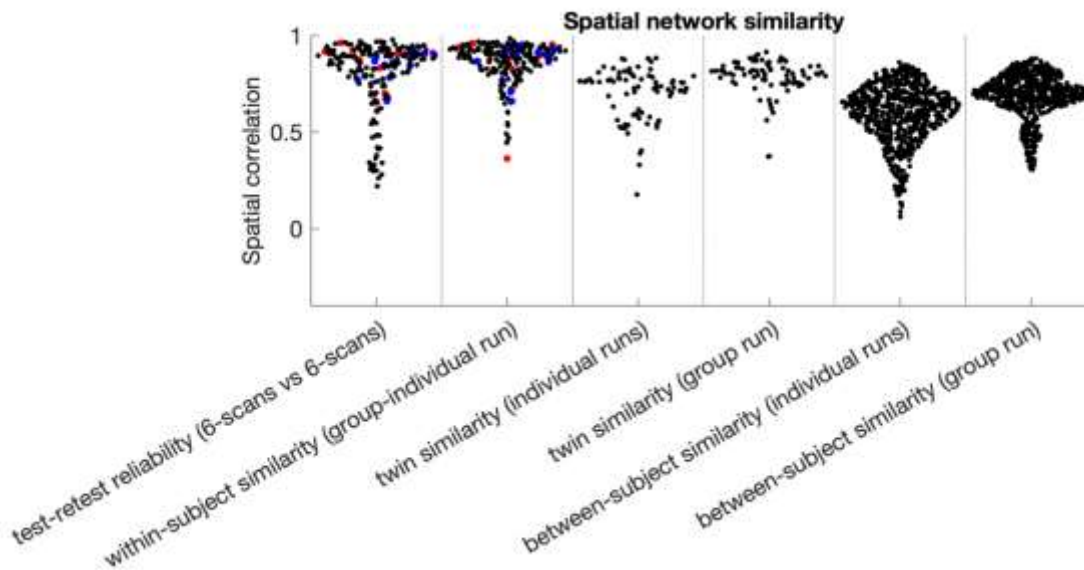 Spatial network similarity
Spatial correlation
1
0.5
0
test-retest reliability (6-scans vs 6-scans)
within-subject similarity (group-individual run)
twin similarity (individual runs)
twin similarity (group run)
between-subject similarity (individual runs)
between-subject similarity (group run)